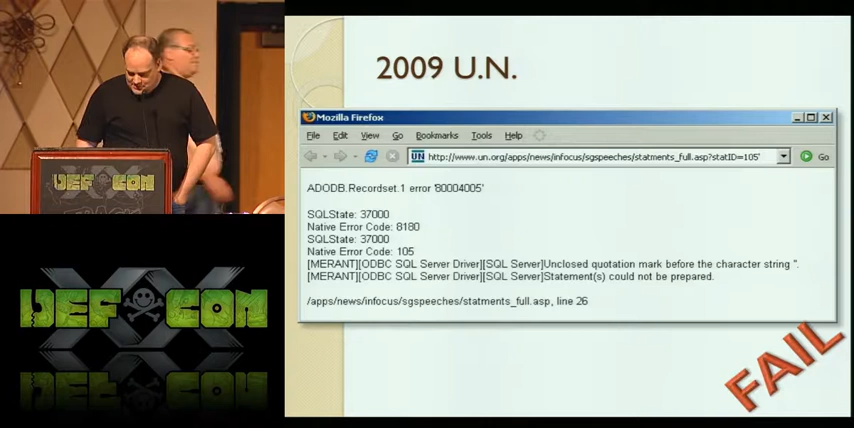 2009 U.N.
Mozilla Firefox
File Edit View Go Bookmarks Tools Help
UN http://www.un.org/apps/news/infocus/sgspeeches/statments_full.asp?statID=105' Go
ADODB.Recordset.1 error '80004005'
SQLState: 37000
Native Error Code: 8180
SQLState: 37000
Native Error Code: 105
[MERANT][ODBC SQL Server Driver][SQL Server]Unclosed quotation mark before the character string ''.
[MERANT][ODBC SQL Server Driver][SQL Server]Statement(s) could not be prepared.
/apps/news/infocus/sgspeeches/statments_full.asp, line 26
FAIL
DEF CON
TRACK
XX
DEF CON